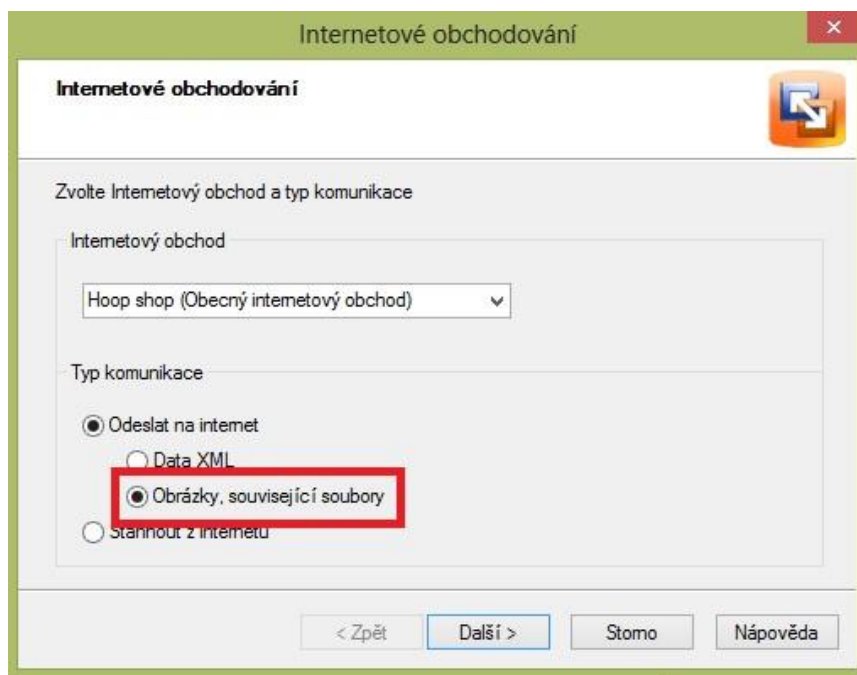 Internetové obchodování
Internetové obchodování
Zvolte Internetový obchod a typ komunikace
Internetový obchod
Hoop shop (Obecný internetový obchod)
Typ komunikace
Odeslat na internet
Data XML
Obrázky, související soubory
Stáhnout z internetu
< Zpět Další > Storno Nápověda